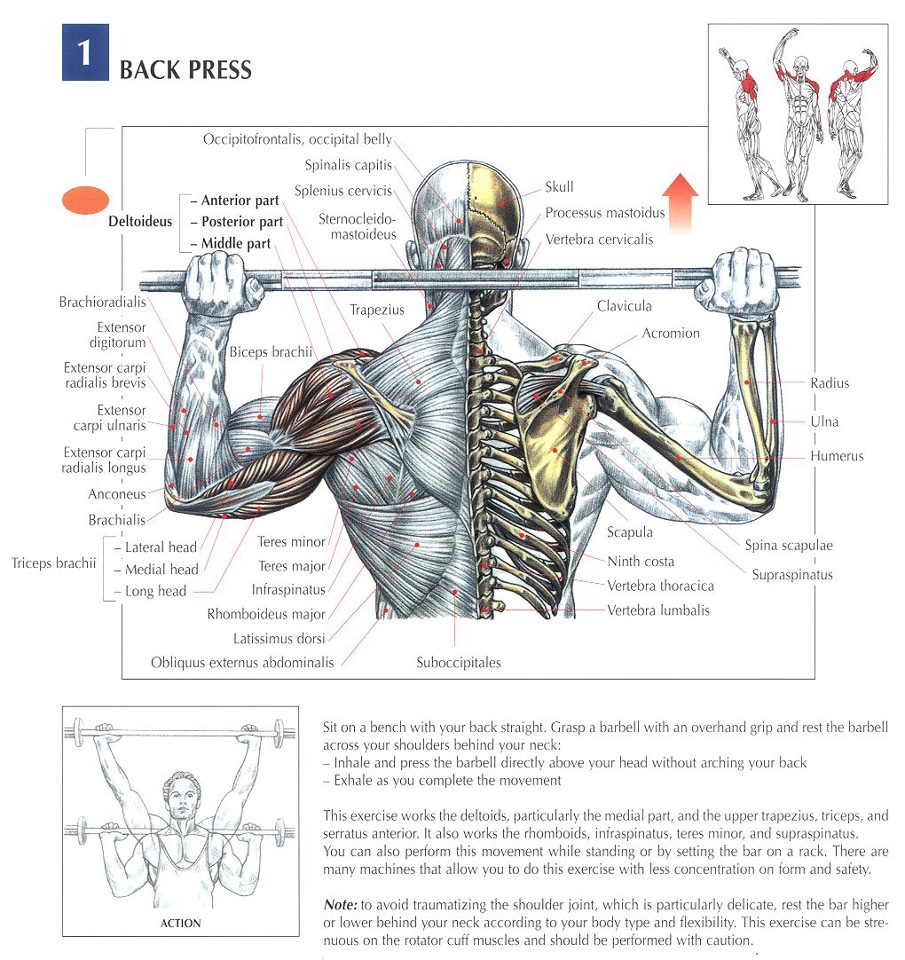 1
BACK PRESS
Occipitofrontalis, occipital belly
Spinalis capitis
Splenius cervicis
Sternocleido-
mastoideus
Deltoideus
– Anterior part
– Posterior part
– Middle part
Skull
Processus mastoidus
Vertebra cervicalis
Brachioradialis
Extensor
digitorum
Extensor carpi
radialis brevis
Extensor
carpi ulnaris
Extensor carpi
radialis longus
Anconeus
Brachialis
Triceps brachii
– Lateral head
– Medial head
– Long head
Biceps brachii
Trapezius
Clavicula
Acromion
Radius
Ulna
Humerus
Teres minor
Teres major
Infraspinatus
Rhomboideus major
Latissimus dorsi
Obliquus externus abdominalis
Suboccipitales
Scapula
Spina scapulae
Supraspinatus
Ninth costa
Vertebra thoracica
Vertebra lumbalis
ACTION
Sit on a bench with your back straight. Grasp a barbell with an overhand grip and rest the barbell
across your shoulders behind your neck:
– Inhale and press the barbell directly above your head without arching your back
– Exhale as you complete the movement
This exercise works the deltoids, particularly the medial part, and the upper trapezius, triceps, and
serratus anterior. It also works the rhomboids, infraspinatus, teres minor, and supraspinatus.
You can also perform this movement while standing or by setting the bar on a rack. There are
many machines that allow you to do this exercise with less concentration on form and safety.
Note: to avoid traumatizing the shoulder joint, which is particularly delicate, rest the bar higher
or lower behind your neck according to your body type and flexibility. This exercise can be stre-
nuous on the rotator cuff muscles and should be performed with caution.